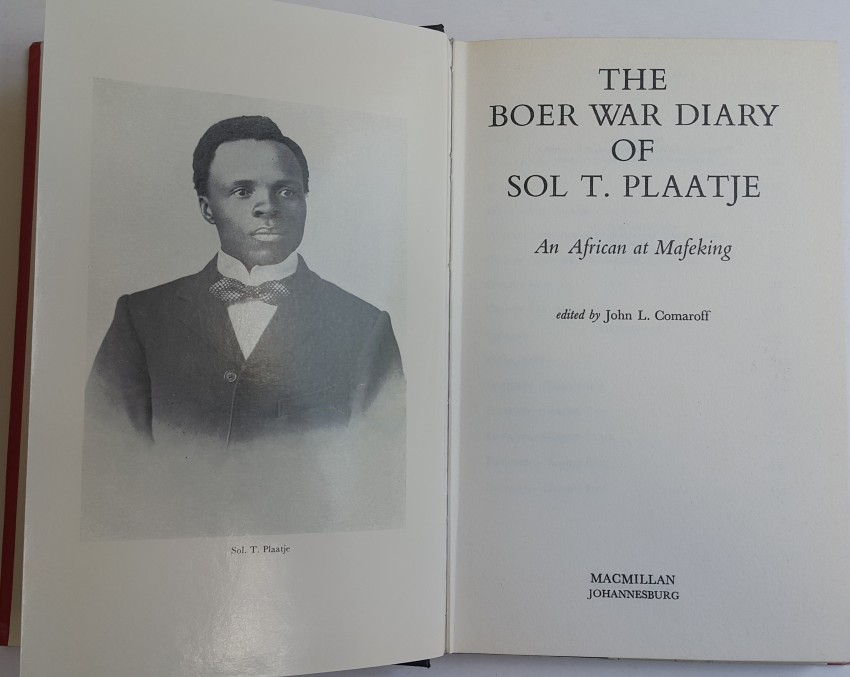 Sol. T. Plaatje
THE
BOER WAR DIARY
OF
SOL T. PLAATJE
An African at Mafeking
edited by John L. Comaroff
MACMILLAN
JOHANNESBURG